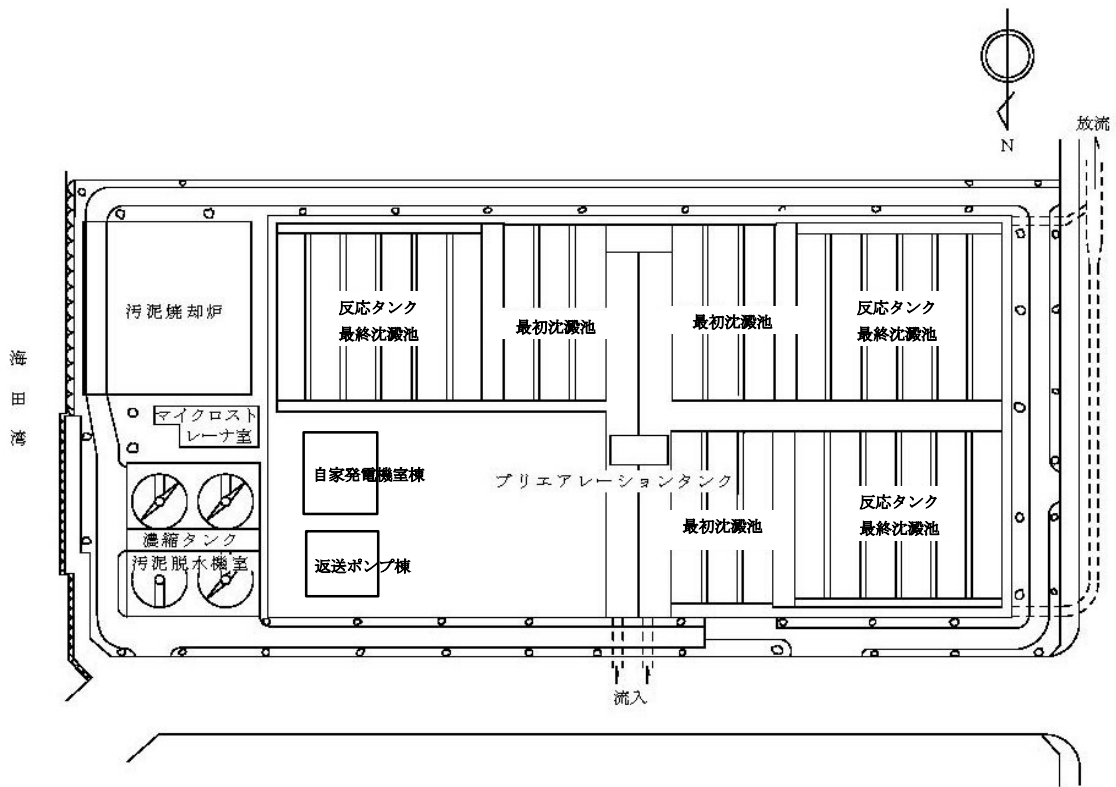 放流
N
汚泥焼却炉
反応タンク
最終沈澱池
最初沈澱池
最初沈澱池
反応タンク
最終沈澱池
海田湾
マイクロスト
レーナ室
自家発電機室棟
プリエアレーションタンク
反応タンク
最終沈澱池
最初沈澱池
濃縮タンク
汚泥脱水機室
返送ポンプ棟
流入